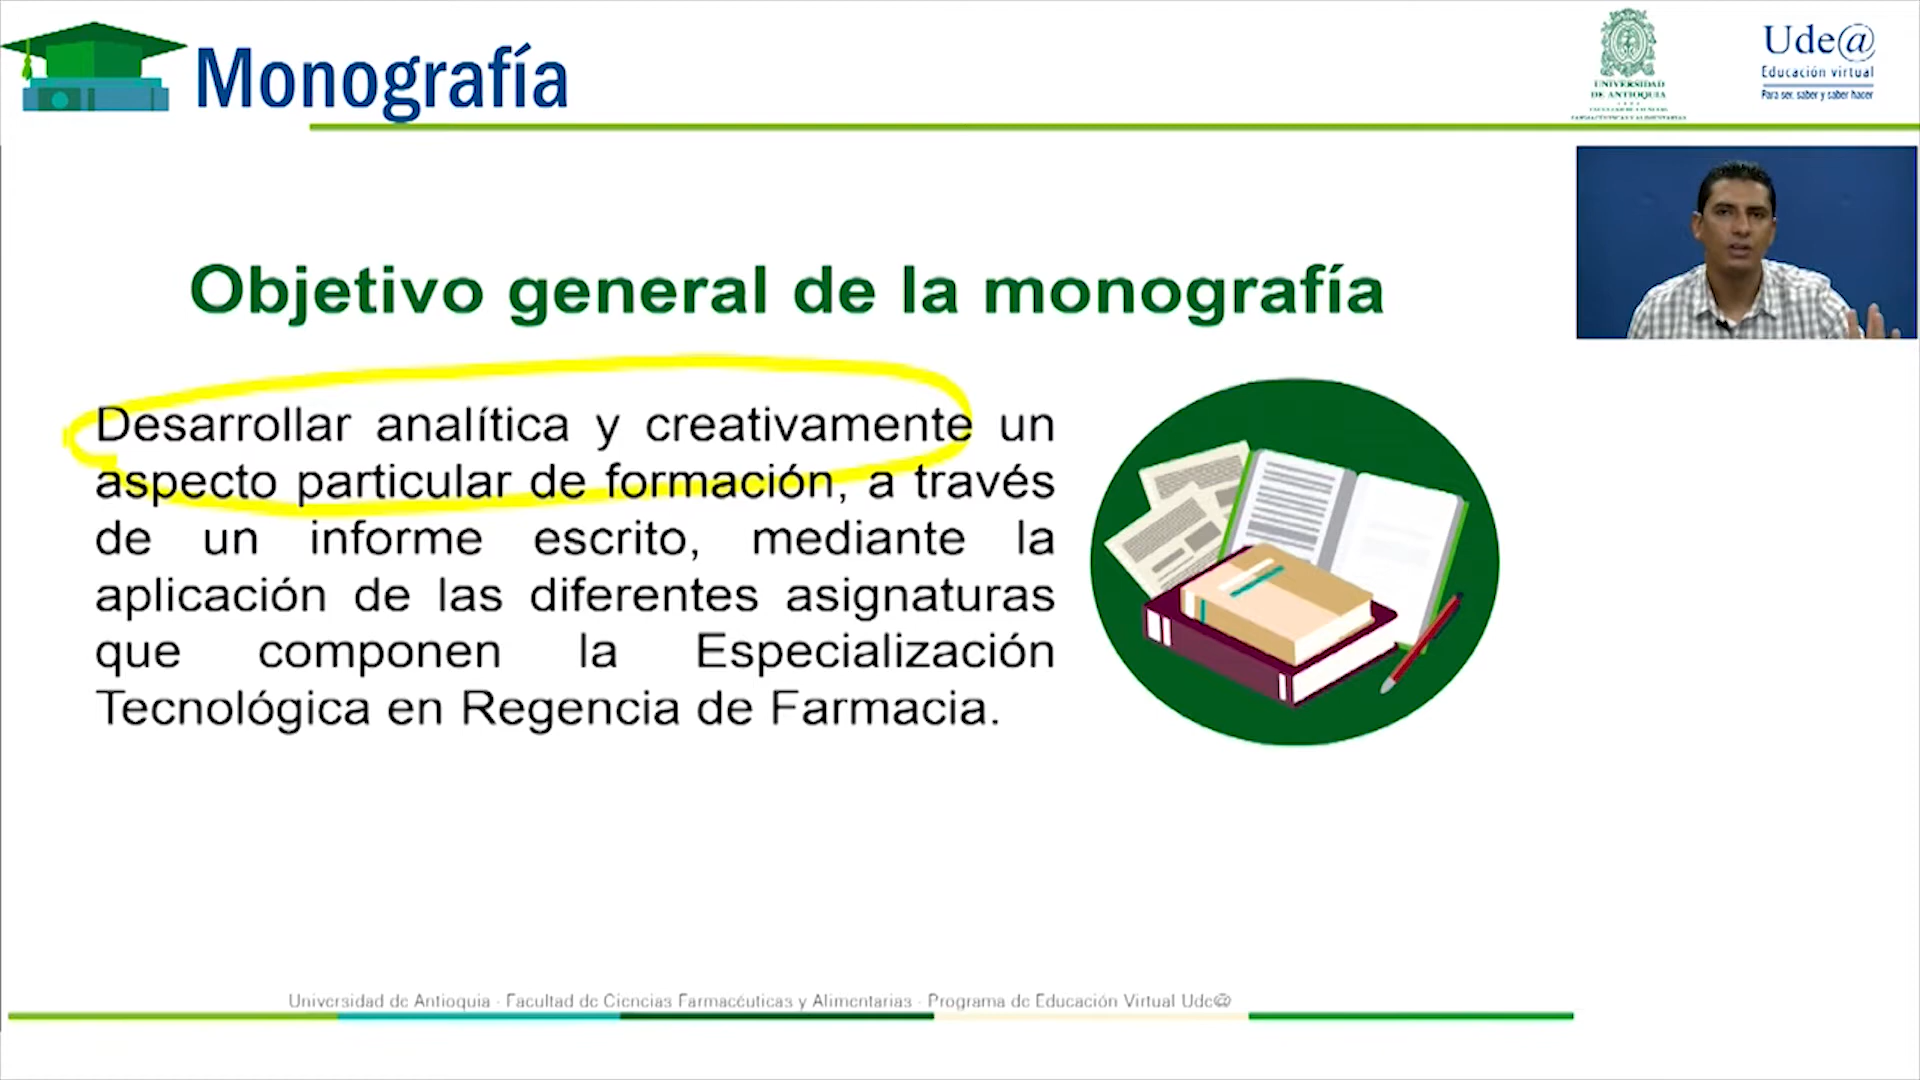 Monografía
UNIVERSIDAD
DE ANTIOQUIA
Ude@
Educación virtual
Para ser, saber y saber hacer
Objetivo general de la monografía
Desarrollar analítica y creativamente un
aspecto particular de formación, a través
de un informe escrito, mediante la
aplicación de las diferentes asignaturas
que componen la Especialización
Tecnológica en Regencia de Farmacia.
Universidad de Antioquia · Facultad de Ciencias Farmacéuticas y Alimentarias · Programa de Educación Virtual Ude@